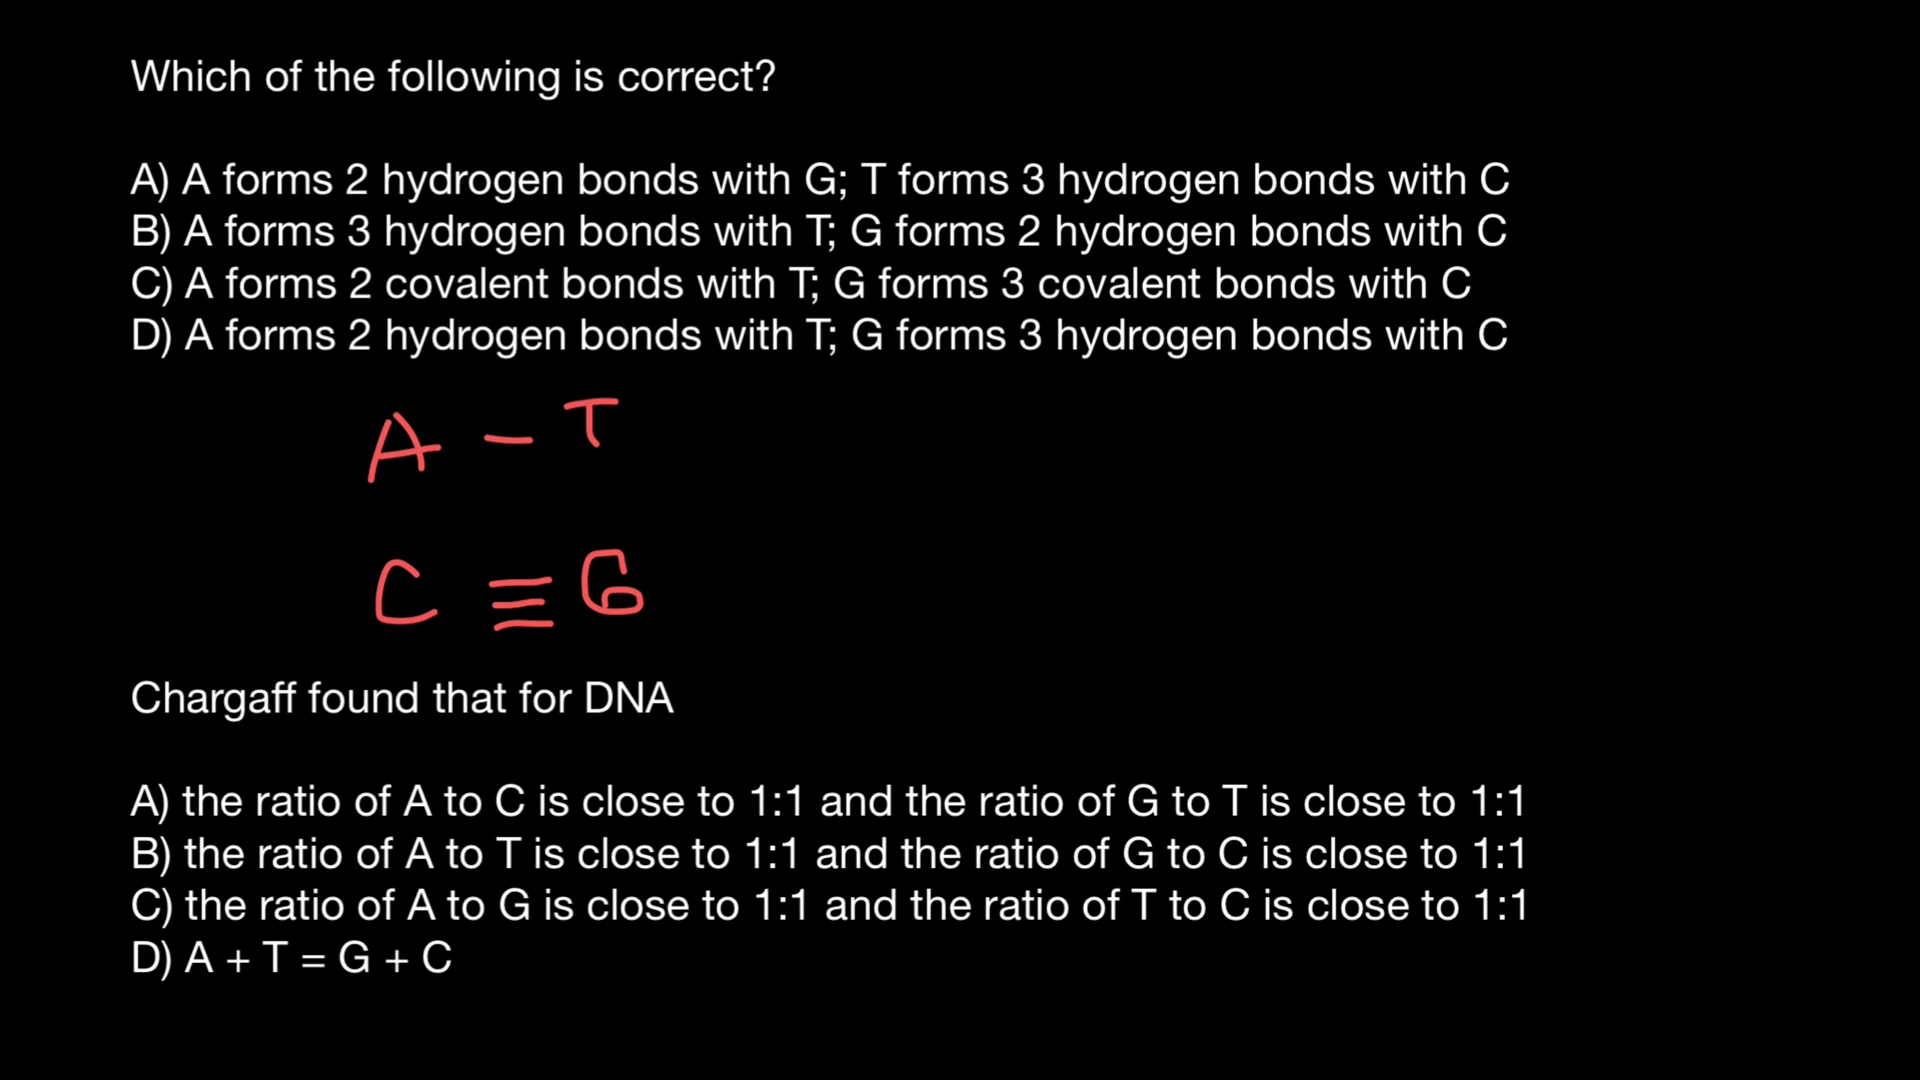 Which of the following is correct?
A) A forms 2 hydrogen bonds with G; T forms 3 hydrogen bonds with C
B) A forms 3 hydrogen bonds with T; G forms 2 hydrogen bonds with C
C) A forms 2 covalent bonds with T; G forms 3 covalent bonds with C
D) A forms 2 hydrogen bonds with T; G forms 3 hydrogen bonds with C
A - T
C ≡ G
Chargaff found that for DNA
A) the ratio of A to C is close to 1:1 and the ratio of G to T is close to 1:1
B) the ratio of A to T is close to 1:1 and the ratio of G to C is close to 1:1
C) the ratio of A to G is close to 1:1 and the ratio of T to C is close to 1:1
D) A + T = G + C